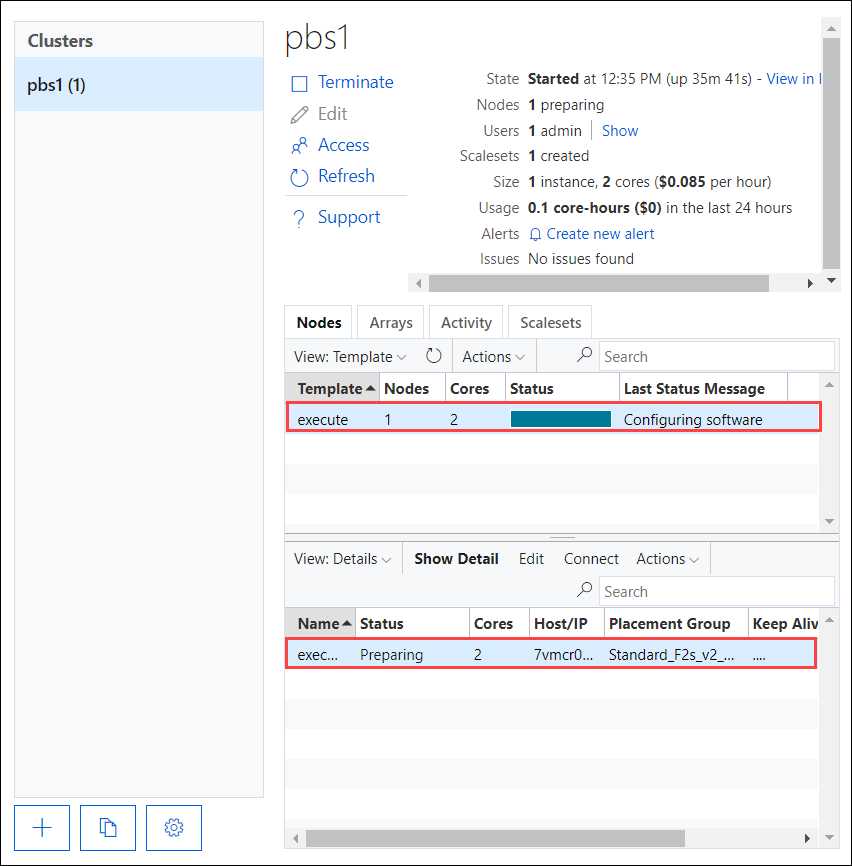 Clusters
pbs1 (1)
pbs1
Terminate
Edit
Access
Refresh
Support
State Started at 12:35 PM (up 35m 41s) - View in
Nodes 1 preparing
Users 1 admin Show
Scalesets 1 created
Size 1 instance, 2 cores ($0.085 per hour)
Usage 0.1 core-hours ($0) in the last 24 hours
Alerts Create new alert
Issues No issues found
Nodes Arrays Activity Scalesets
View: Template Actions Search
Template Nodes Cores Status Last Status Message
execute 1 2 Configuring software
View: Details Show Detail Edit Connect Actions
Search
Name Status Cores Host/IP Placement Group Keep Aliv
exec... Preparing 2 7vmcr0... Standard_F2s_v2_... ....